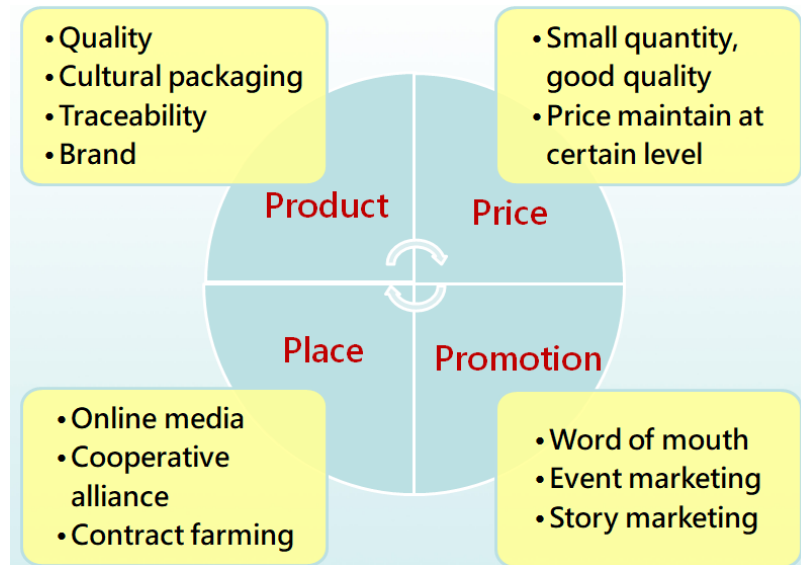 • Quality
• Cultural packaging
• Traceability
• Brand
• Small quantity,
good quality
• Price maintain at
certain level
Product
Price
Place
Promotion
• Online media
• Cooperative
alliance
• Contract farming
• Word of mouth
• Event marketing
• Story marketing